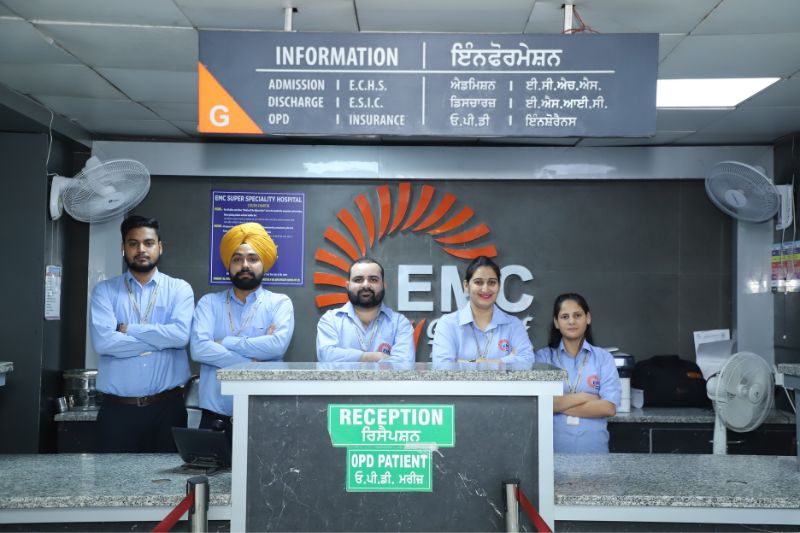 INFORMATION
ADMISSION
DISCHARGE
OPD
E.C.H.S.
E.S.I.C.
INSURANCE
ਇੰਨਫੋਰਮੇਸ਼ਨ
ਐਡਮਿਸ਼ਨ
ਡਿਸਚਾਰਜ਼
ਓ.ਪੀ.ਡੀ
ਈ.ਸੀ.ਐਚ.ਐਸ.
ਈ.ਐਸ.ਆਈ.ਸੀ.
ਇੰਸ਼ੋਰੈਨਸ
G
EMC SUPER SPECIALITY HOSPITAL
EMC
RECEPTION
ਰਿਸੈਪਸ਼ਨ
OPD PATIENT
ਓ.ਪੀ.ਡੀ. ਮਰੀਜ਼